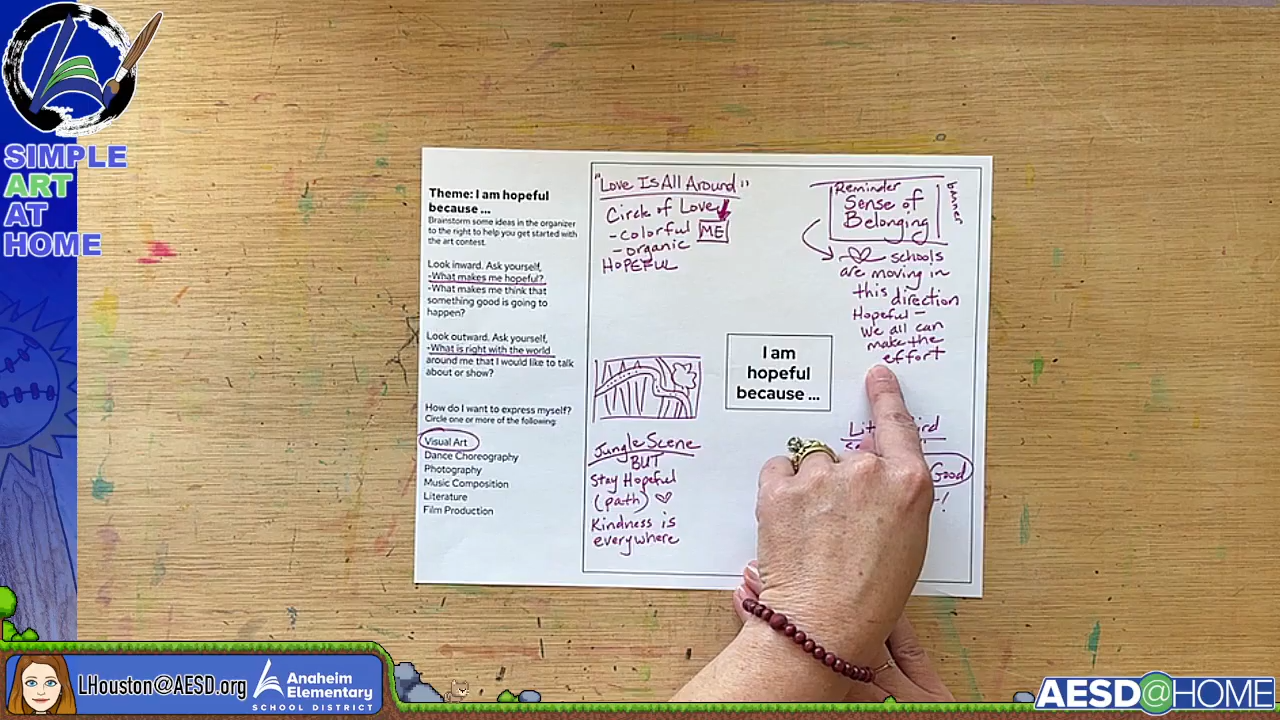 SIMPLE
ART
AT
HOME
Theme: I am hopeful
because ...
Brainstorm some ideas in the organizer
to the right to help you get started with
the art contest.
Look inward. Ask yourself,
-What makes me hopeful?
-What makes me think that
something good is going to
happen?
Look outward. Ask yourself,
-What is right with the world
around me that I would like to talk
about or show?
How do I want to express myself?
Circle one or more of the following:
Visual Art
Dance Choreography
Photography
Music Composition
Literature
Film Production
"Love Is All Around"
Circle of Love
-colorful ME
-organic
HOPEFUL
Jungle Scene
BUT
Stay Hopeful
(path) ♡
Kindness is
everywhere
I am
hopeful
because ...
Reminder
Sense of
Belonging
banner
-♡ schools
are moving in
this direction
Hopeful -
We all can
make the
effort
Good
LHouston@AESD.org
Anaheim
Elementary
SCHOOL DISTRICT
AESD@HOME